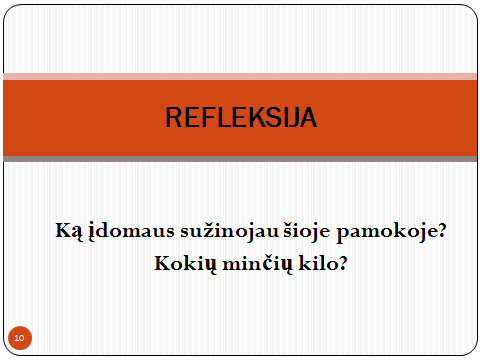 REFLEKSIJA
Ką įdomaus sužinojau šioje pamokoje?
Kokių minčių kilo?
10